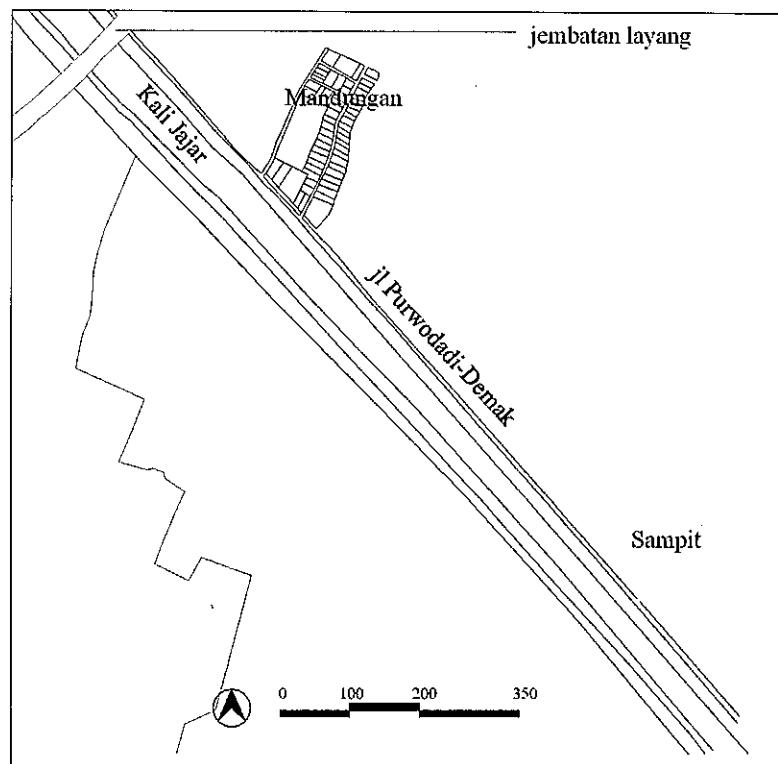 jembatan layang
Mandungan
Kali Jajar
jl Purwodadi-Demak
Sampit
0 100 200 350